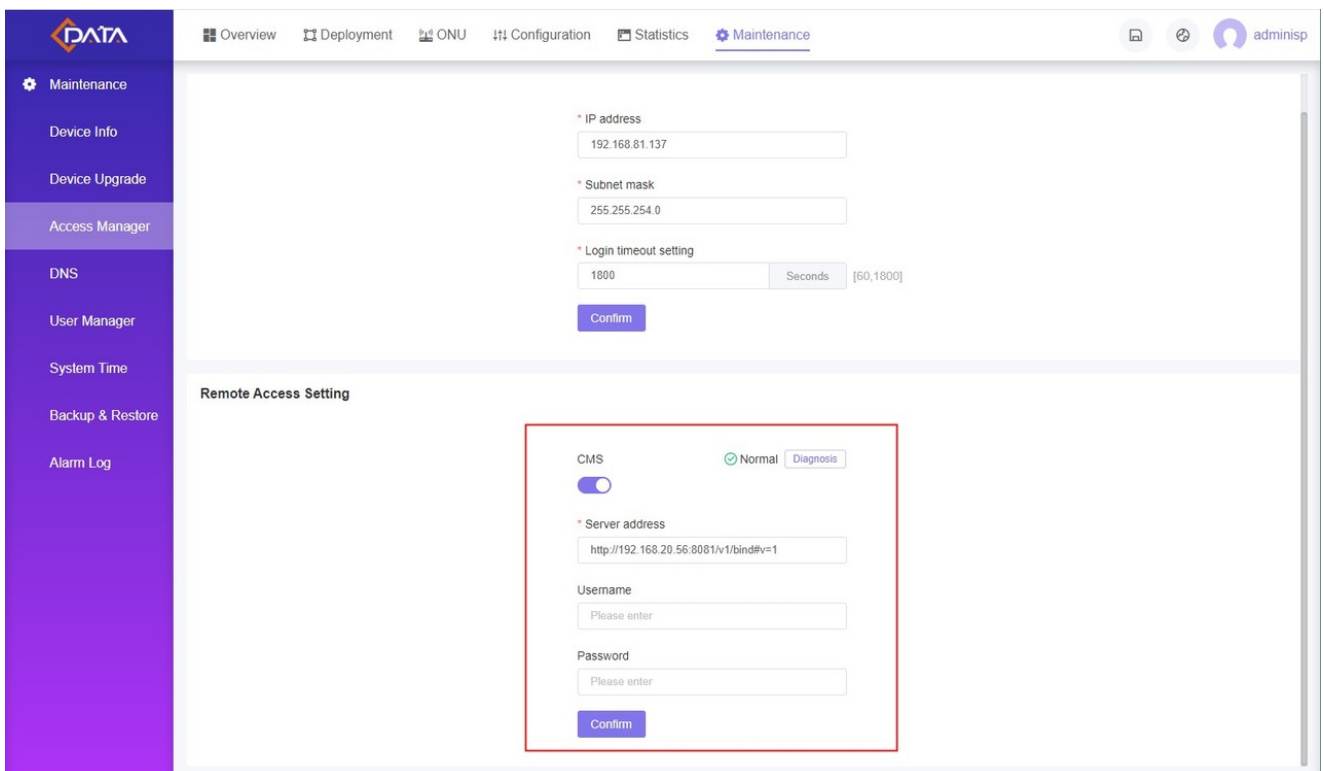 CDATA
Overview Deployment ONU Configuration Statistics Maintenance adminisp
Maintenance
Device Info
Device Upgrade
Access Manager
DNS
User Manager
System Time
Backup & Restore
Alarm Log
* IP address
192.168.81.137
* Subnet mask
255.255.254.0
* Login timeout setting
1800 Seconds [60,1800]
Confirm
Remote Access Setting
CMS Normal Diagnosis
* Server address
http://192.168.20.56:8081/v1/bind#v=1
Username
Please enter
Password
Please enter
Confirm